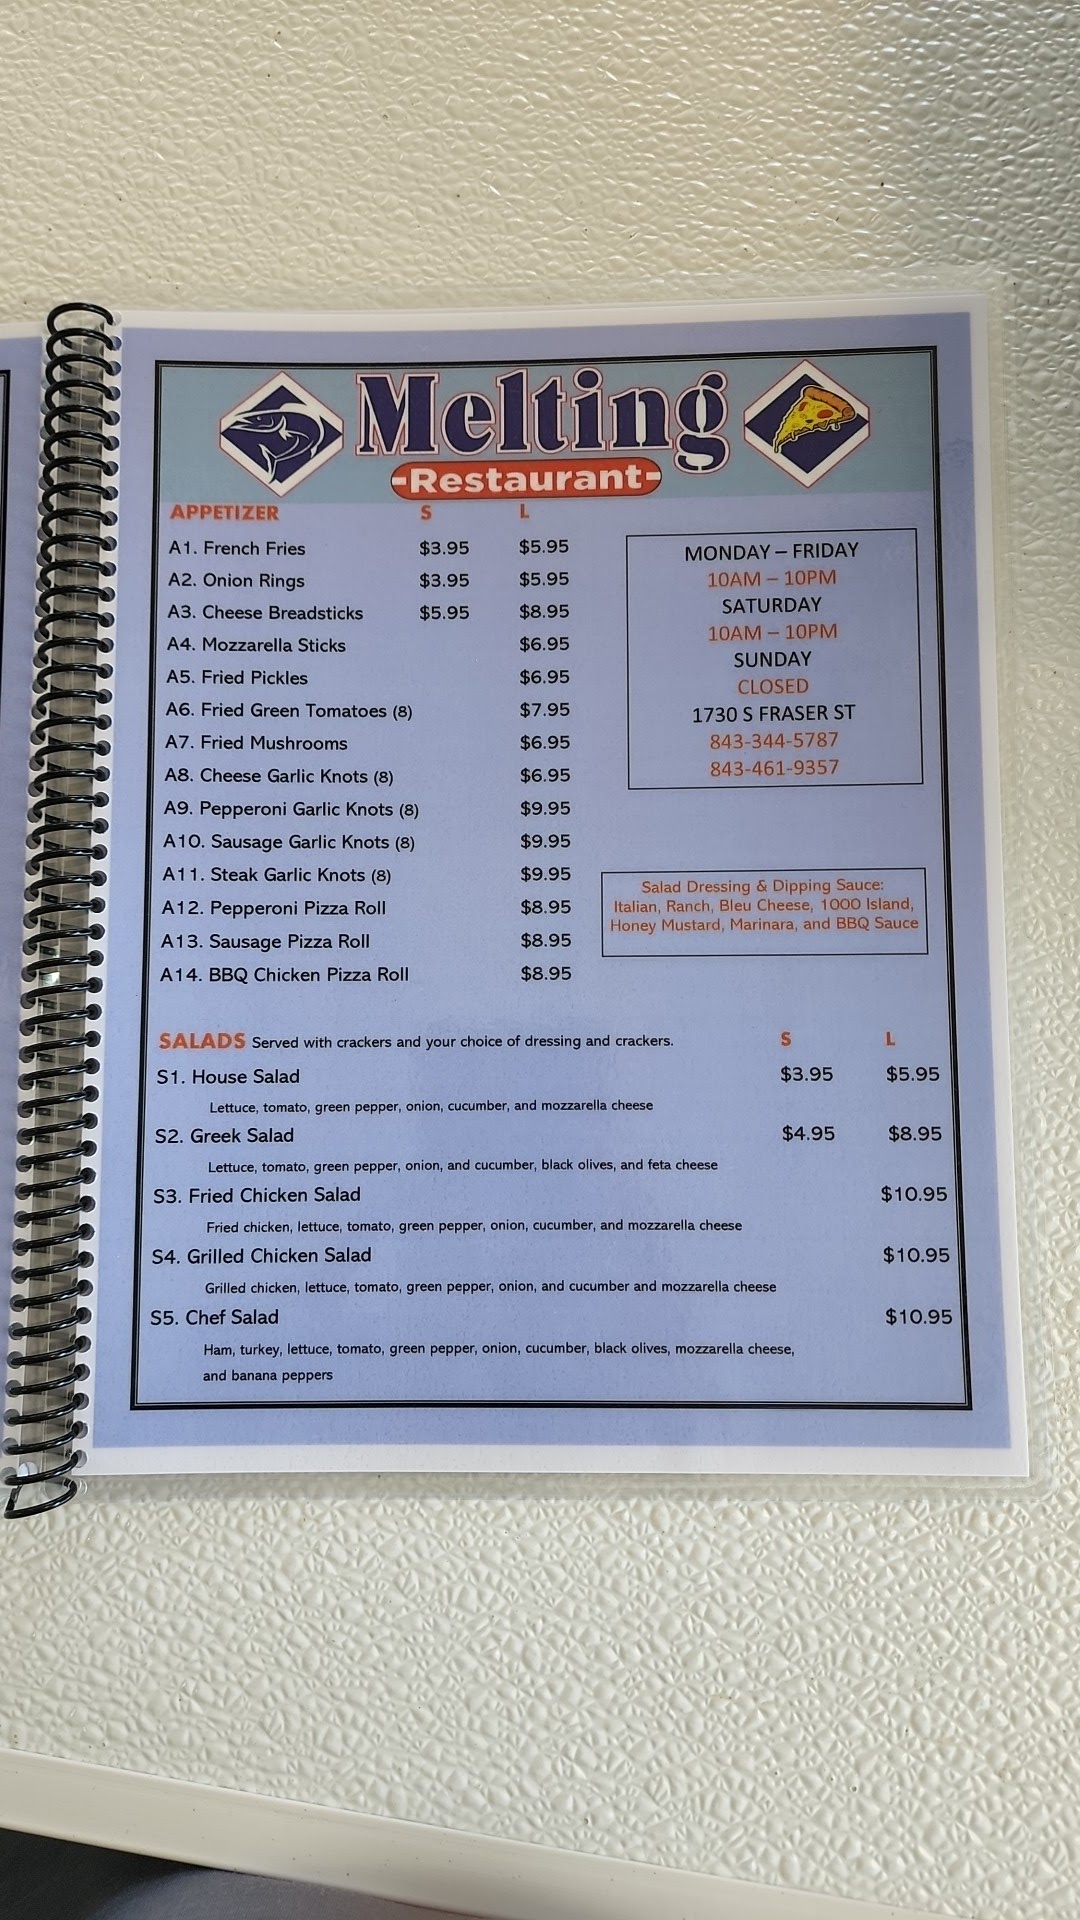 Melting
-Restaurant-
APPETIZER S L
A1. French Fries $3.95 $5.95
A2. Onion Rings $3.95 $5.95
A3. Cheese Breadsticks $5.95 $8.95
A4. Mozzarella Sticks $6.95
A5. Fried Pickles $6.95
A6. Fried Green Tomatoes (8) $7.95
A7. Fried Mushrooms $6.95
A8. Cheese Garlic Knots (8) $6.95
A9. Pepperoni Garlic Knots (8) $9.95
A10. Sausage Garlic Knots (8) $9.95
A11. Steak Garlic Knots (8) $9.95
A12. Pepperoni Pizza Roll $8.95
A13. Sausage Pizza Roll $8.95
A14. BBQ Chicken Pizza Roll $8.95
MONDAY – FRIDAY
10AM – 10PM
SATURDAY
10AM – 10PM
SUNDAY
CLOSED
1730 S FRASER ST
843-344-5787
843-461-9357
Salad Dressing & Dipping Sauce:
Italian, Ranch, Bleu Cheese, 1000 Island,
Honey Mustard, Marinara, and BBQ Sauce
SALADS Served with crackers and your choice of dressing and crackers. S L
S1. House Salad $3.95 $5.95
Lettuce, tomato, green pepper, onion, cucumber, and mozzarella cheese
S2. Greek Salad $4.95 $8.95
Lettuce, tomato, green pepper, onion, and cucumber, black olives, and feta cheese
S3. Fried Chicken Salad $10.95
Fried chicken, lettuce, tomato, green pepper, onion, cucumber, and mozzarella cheese
S4. Grilled Chicken Salad $10.95
Grilled chicken, lettuce, tomato, green pepper, onion, and cucumber and mozzarella cheese
S5. Chef Salad $10.95
Ham, turkey, lettuce, tomato, green pepper, onion, cucumber, black olives, mozzarella cheese,
and banana peppers